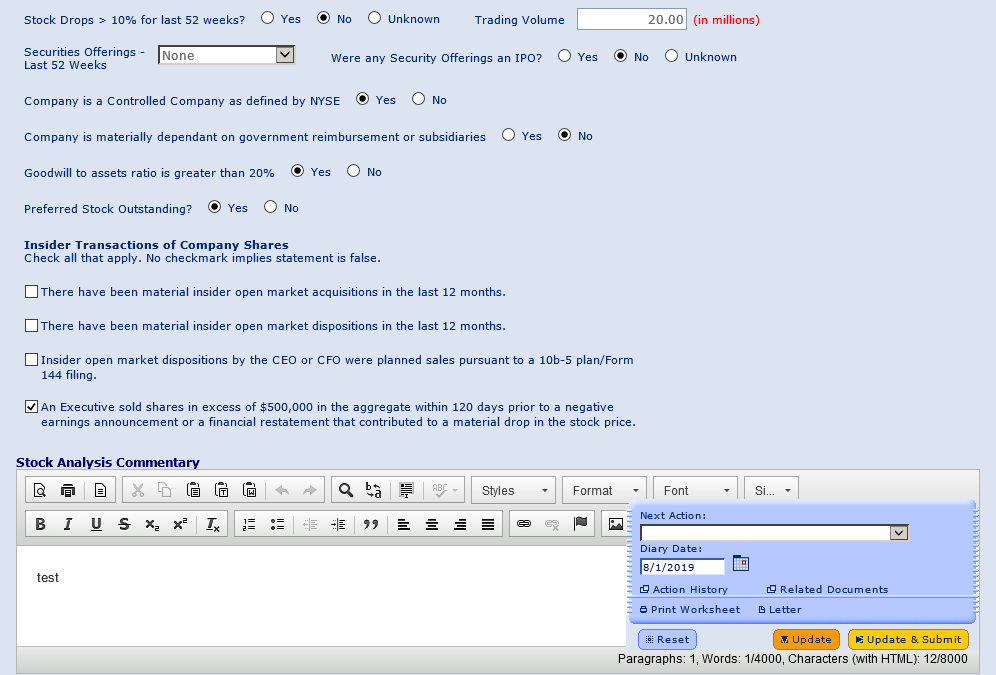 Stock Drops > 10% for last 52 weeks? Yes No Unknown Trading Volume 20.00 (in millions)
Securities Offerings -
Last 52 Weeks None Were any Security Offerings an IPO? Yes No Unknown
Company is a Controlled Company as defined by NYSE Yes No
Company is materially dependant on government reimbursement or subsidiaries Yes No
Goodwill to assets ratio is greater than 20% Yes No
Preferred Stock Outstanding? Yes No
Insider Transactions of Company Shares
Check all that apply. No checkmark implies statement is false.
There have been material insider open market acquisitions in the last 12 months.
There have been material insider open market dispositions in the last 12 months.
Insider open market dispositions by the CEO or CFO were planned sales pursuant to a 10b-5 plan/Form
144 filing.
An Executive sold shares in excess of $500,000 in the aggregate within 120 days prior to a negative
earnings announcement or a financial restatement that contributed to a material drop in the stock price.
Stock Analysis Commentary
Styles Format Font Si...
B I U S x₂ x² Tx
test
Next Action:
Diary Date:
8/1/2019
Action History Related Documents
Print Worksheet Letter
Reset Update Update & Submit
Paragraphs: 1, Words: 1/4000, Characters (with HTML): 12/8000